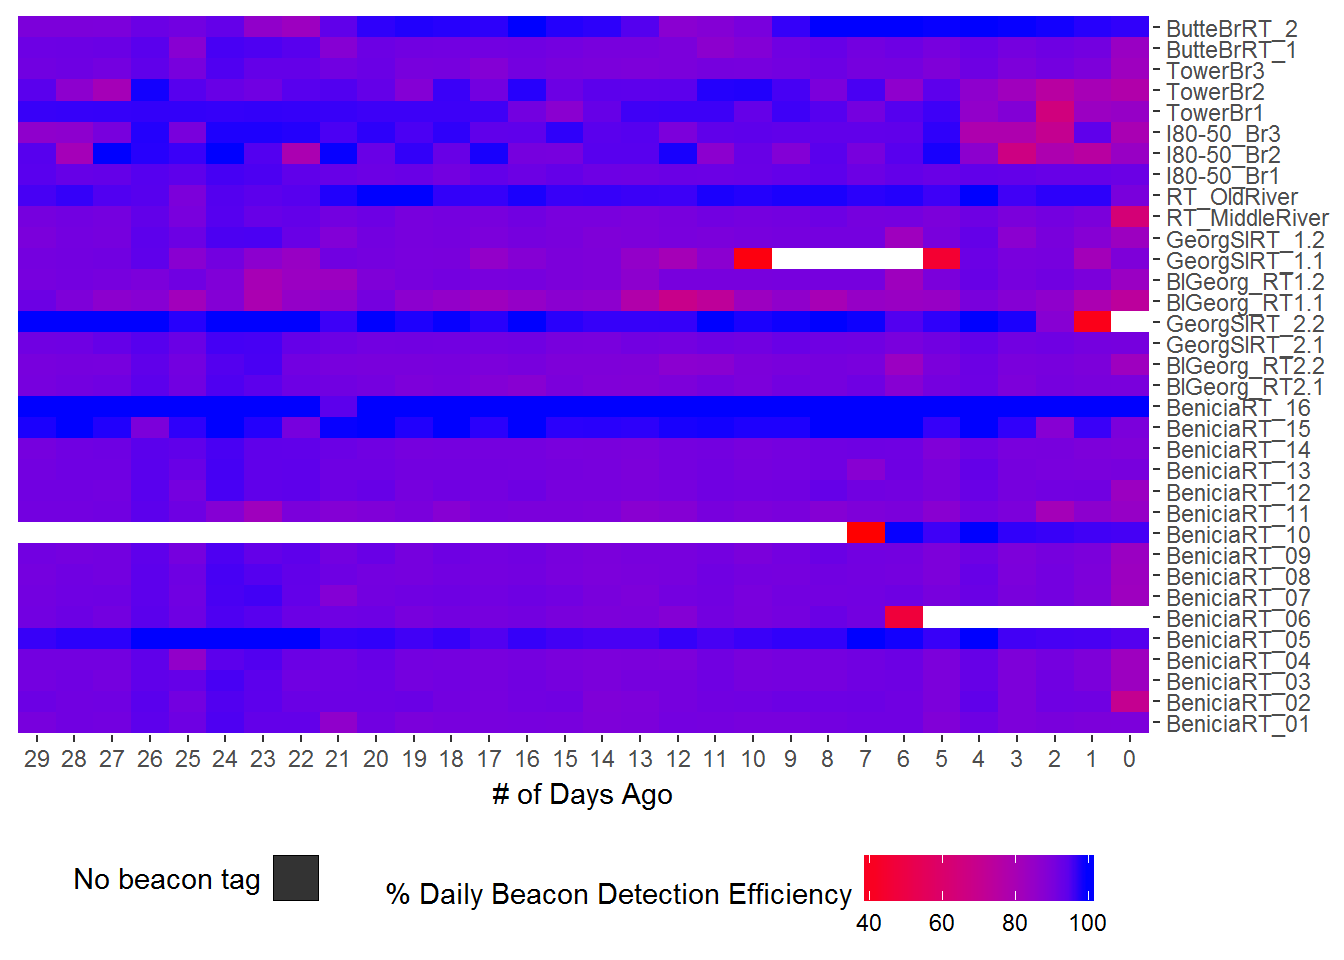 ButteBrRT_2
ButteBrRT_1
TowerBr3
TowerBr2
TowerBr1
I80-50_Br3
I80-50_Br2
I80-50_Br1
RT_OldRiver
RT_MiddleRiver
GeorgSlRT_1.2
GeorgSlRT_1.1
BlGeorg_RT1.2
BlGeorg_RT1.1
GeorgSlRT_2.2
GeorgSlRT_2.1
BlGeorg_RT2.2
BlGeorg_RT2.1
BeniciaRT_16
BeniciaRT_15
BeniciaRT_14
BeniciaRT_13
BeniciaRT_12
BeniciaRT_11
BeniciaRT_10
BeniciaRT_09
BeniciaRT_08
BeniciaRT_07
BeniciaRT_06
BeniciaRT_05
BeniciaRT_04
BeniciaRT_03
BeniciaRT_02
BeniciaRT_01
29 28 27 26 25 24 23 22 21 20 19 18 17 16 15 14 13 12 11 10 9 8 7 6 5 4 3 2 1 0
# of Days Ago
No beacon tag
% Daily Beacon Detection Efficiency
40 60 80 100